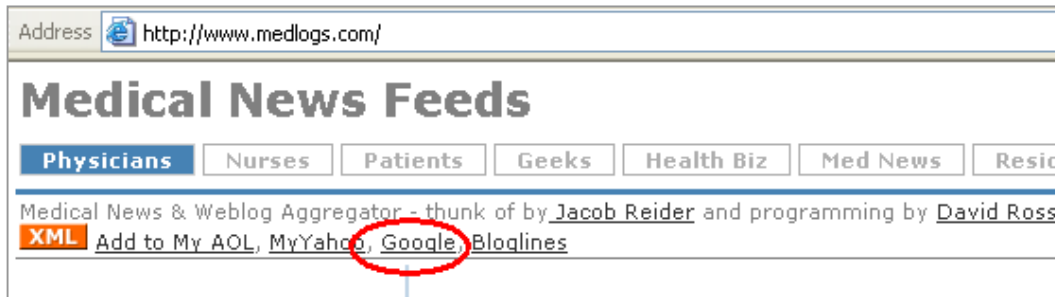 Address http://www.medlogs.com/
Medical News Feeds
Physicians Nurses Patients Geeks Health Biz Med News
Medical News & Weblog Aggregator - thunk of by Jacob Reider and programming by David Ross
XML Add to My AOL, MyYahoo, Google, Bloglines